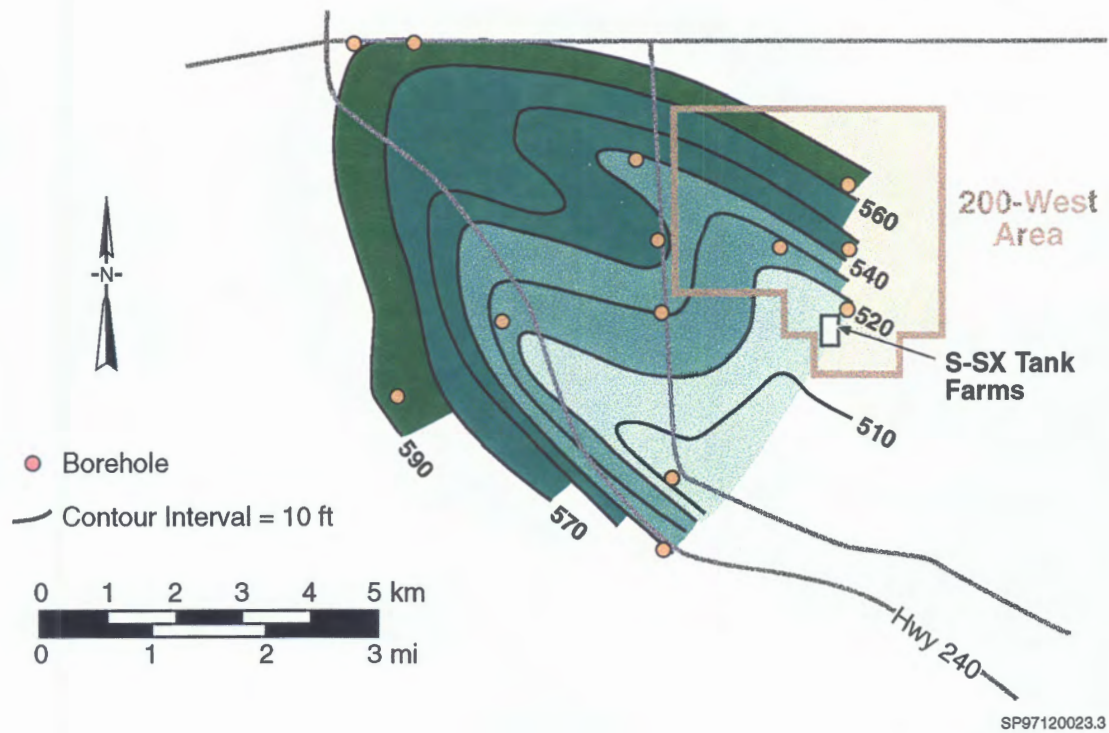 560
200-West
Area
540
-N-
520
S-SX Tank
Farms
510
590
Borehole
570
Contour Interval = 10 ft
0 1 2 3 4 5 km
0 1 2 3 mi
Hwy 240
SP97120023.3